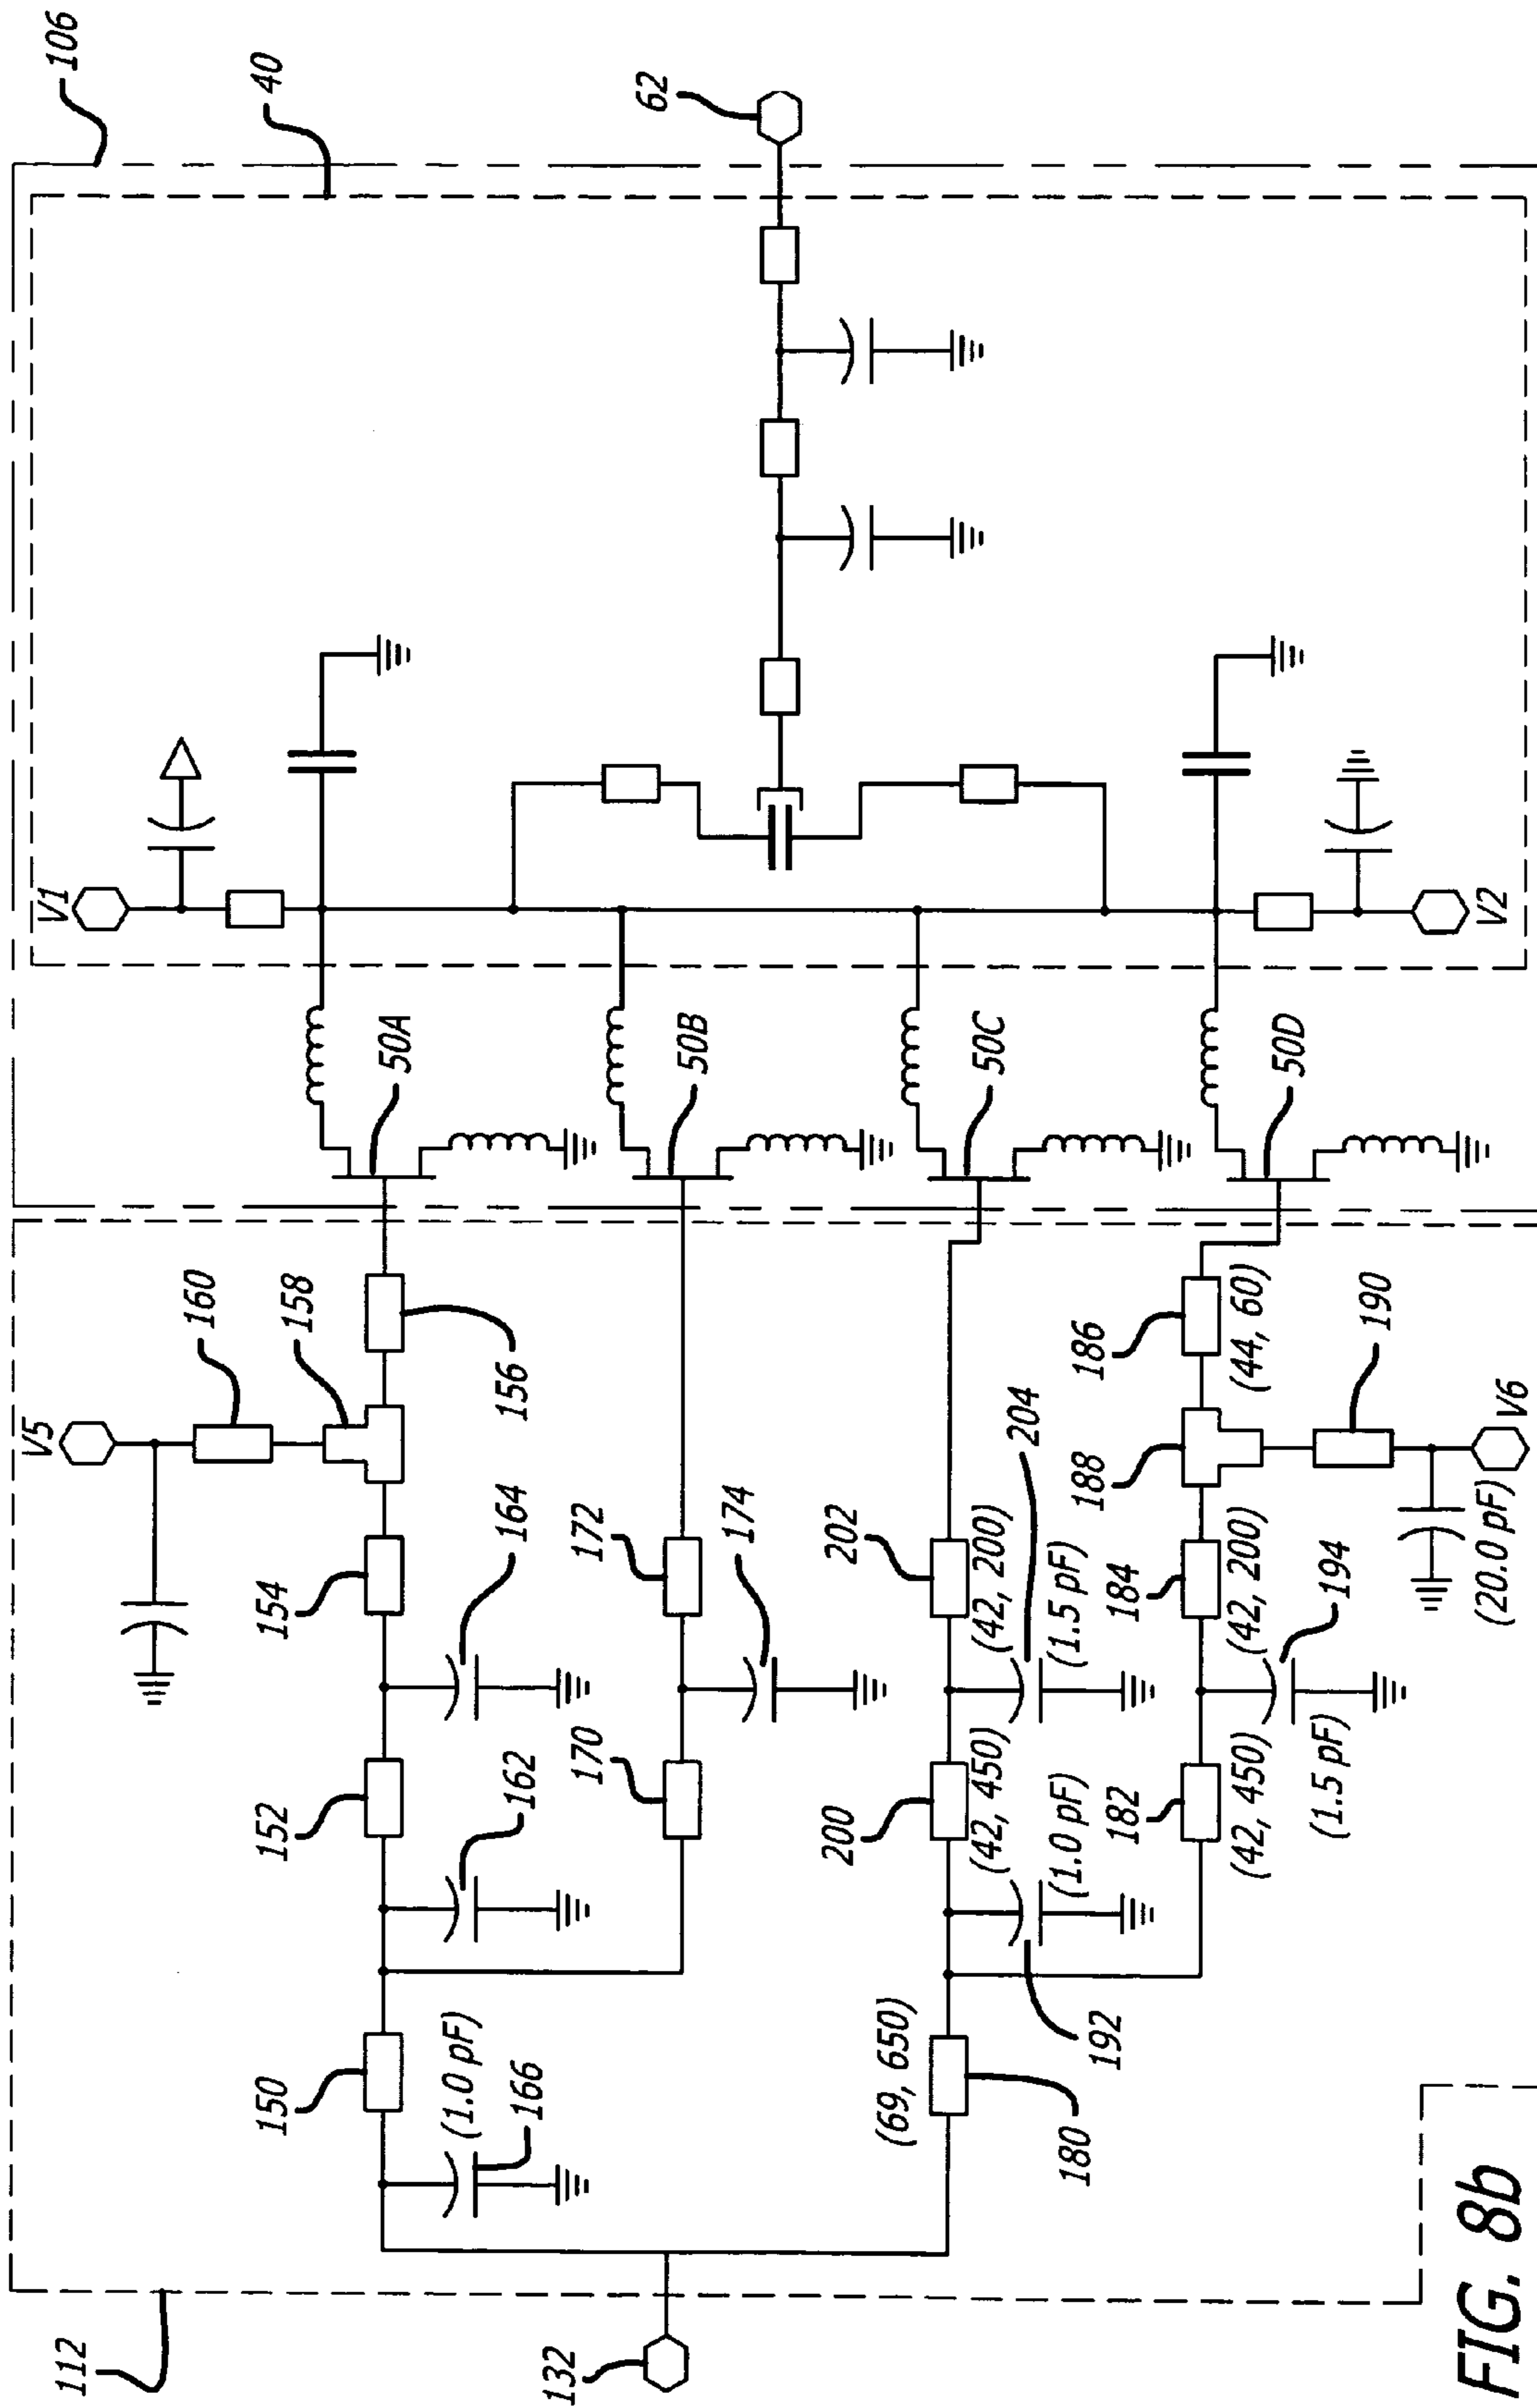 106
40
62
V1
V2
50A
50B
50C
50D
V5
160
158
156
154
164
172
174
152
162
170
150
(1.0 pF)
166
202
(42, 200)
204
(1.5 pF)
200
(42, 450)
(1.0 pF)
192
(69, 650)
180
186
(44, 60)
188
190
V6
(20.0 pF)
184
(42, 200)
194
(1.5 pF)
182
(42, 450)
112
132
FIG. 8b